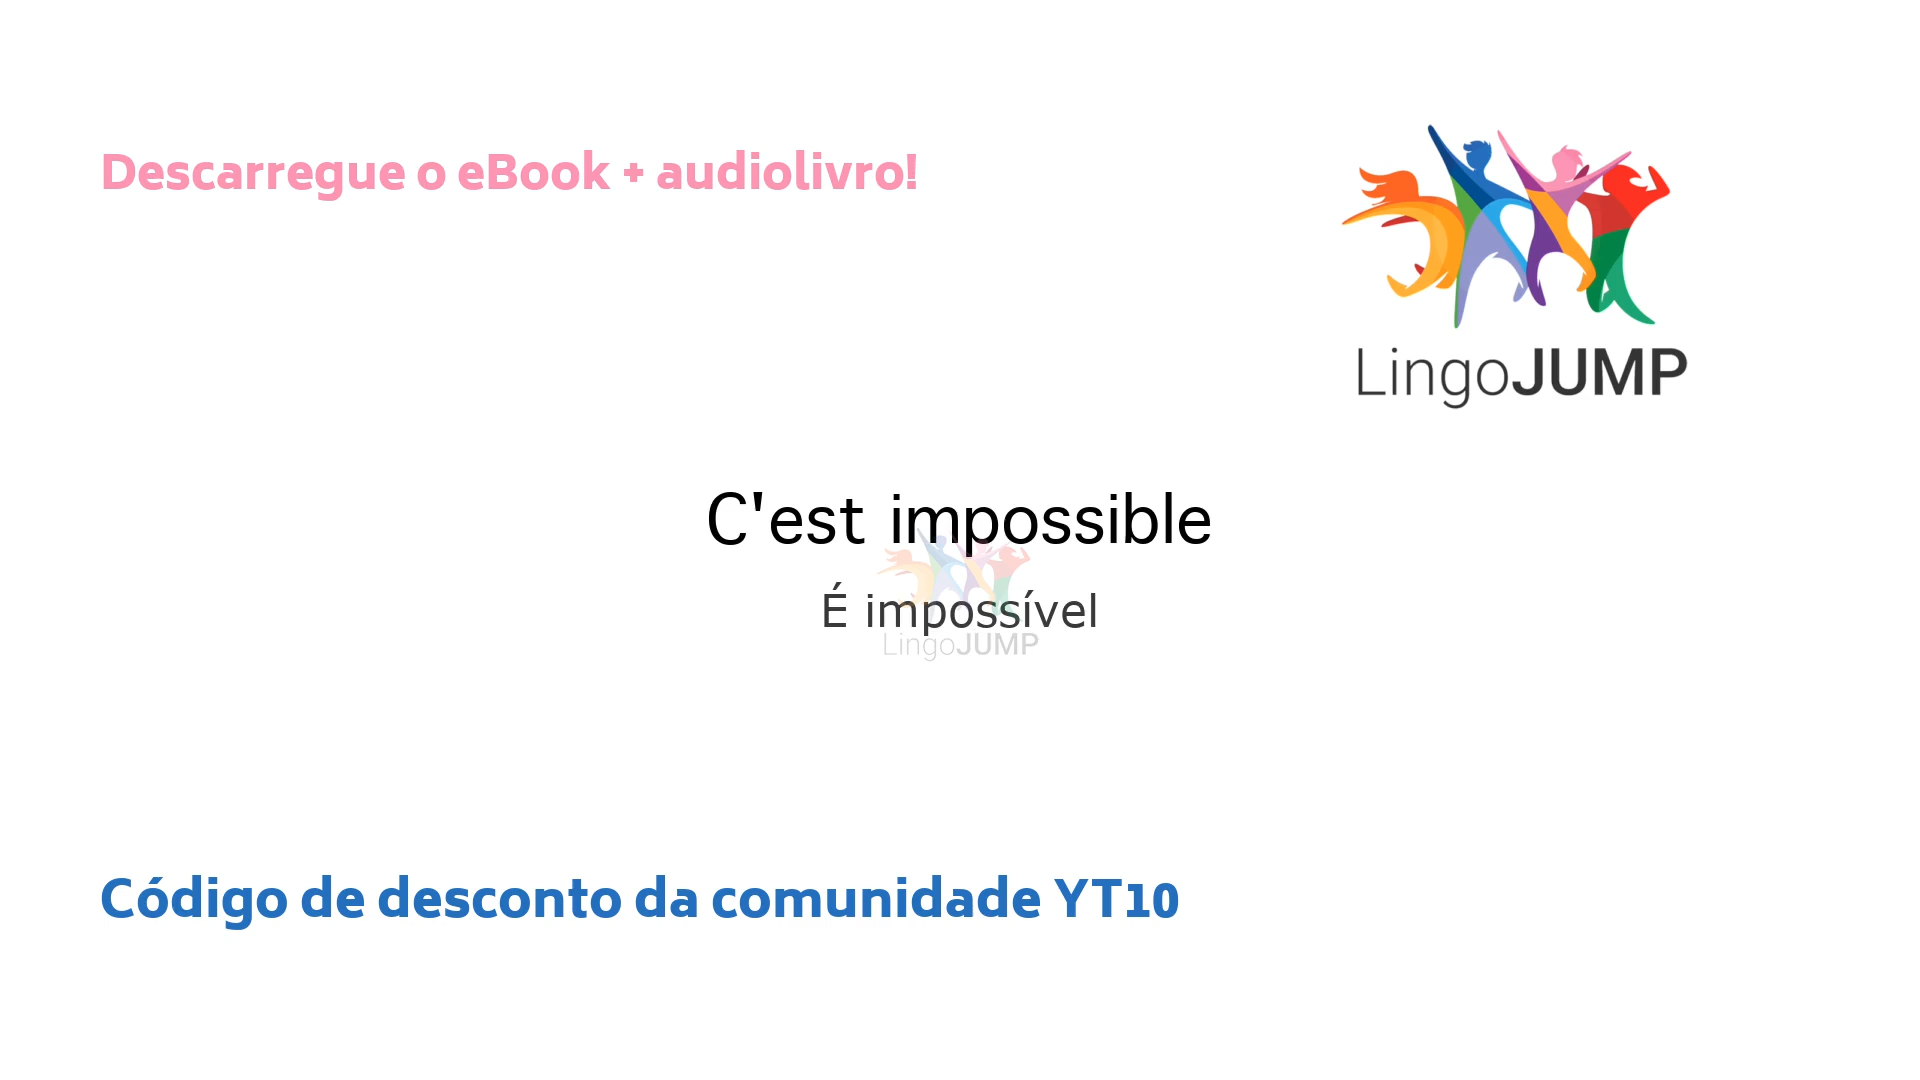 Descarregue o eBook + audiolivro!
LingoJUMP
C'est impossible
É impossível
LingoJUMP
Código de desconto da comunidade YT10